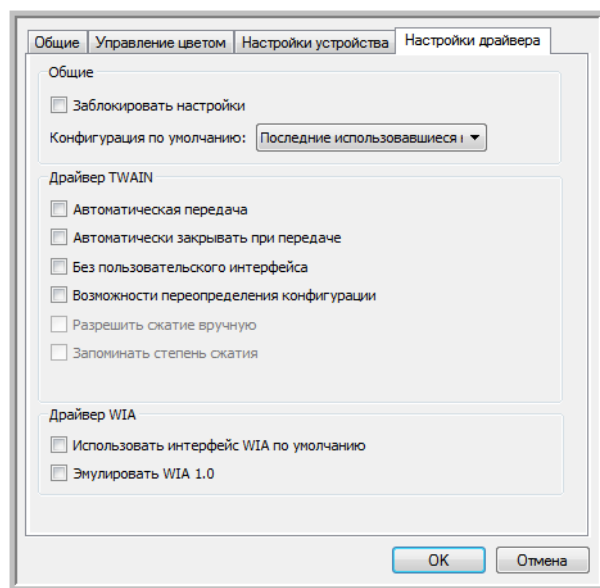 Общие Управление цветом Настройки устройства Настройки драйвера
Общие
Заблокировать настройки
Конфигурация по умолчанию: Последние использовавшиеся
Драйвер TWAIN
Автоматическая передача
Автоматически закрывать при передаче
Без пользовательского интерфейса
Возможности переопределения конфигурации
Разрешить сжатие вручную
Запоминать степень сжатия
Драйвер WIA
Использовать интерфейс WIA по умолчанию
Эмулировать WIA 1.0
OK Отмена